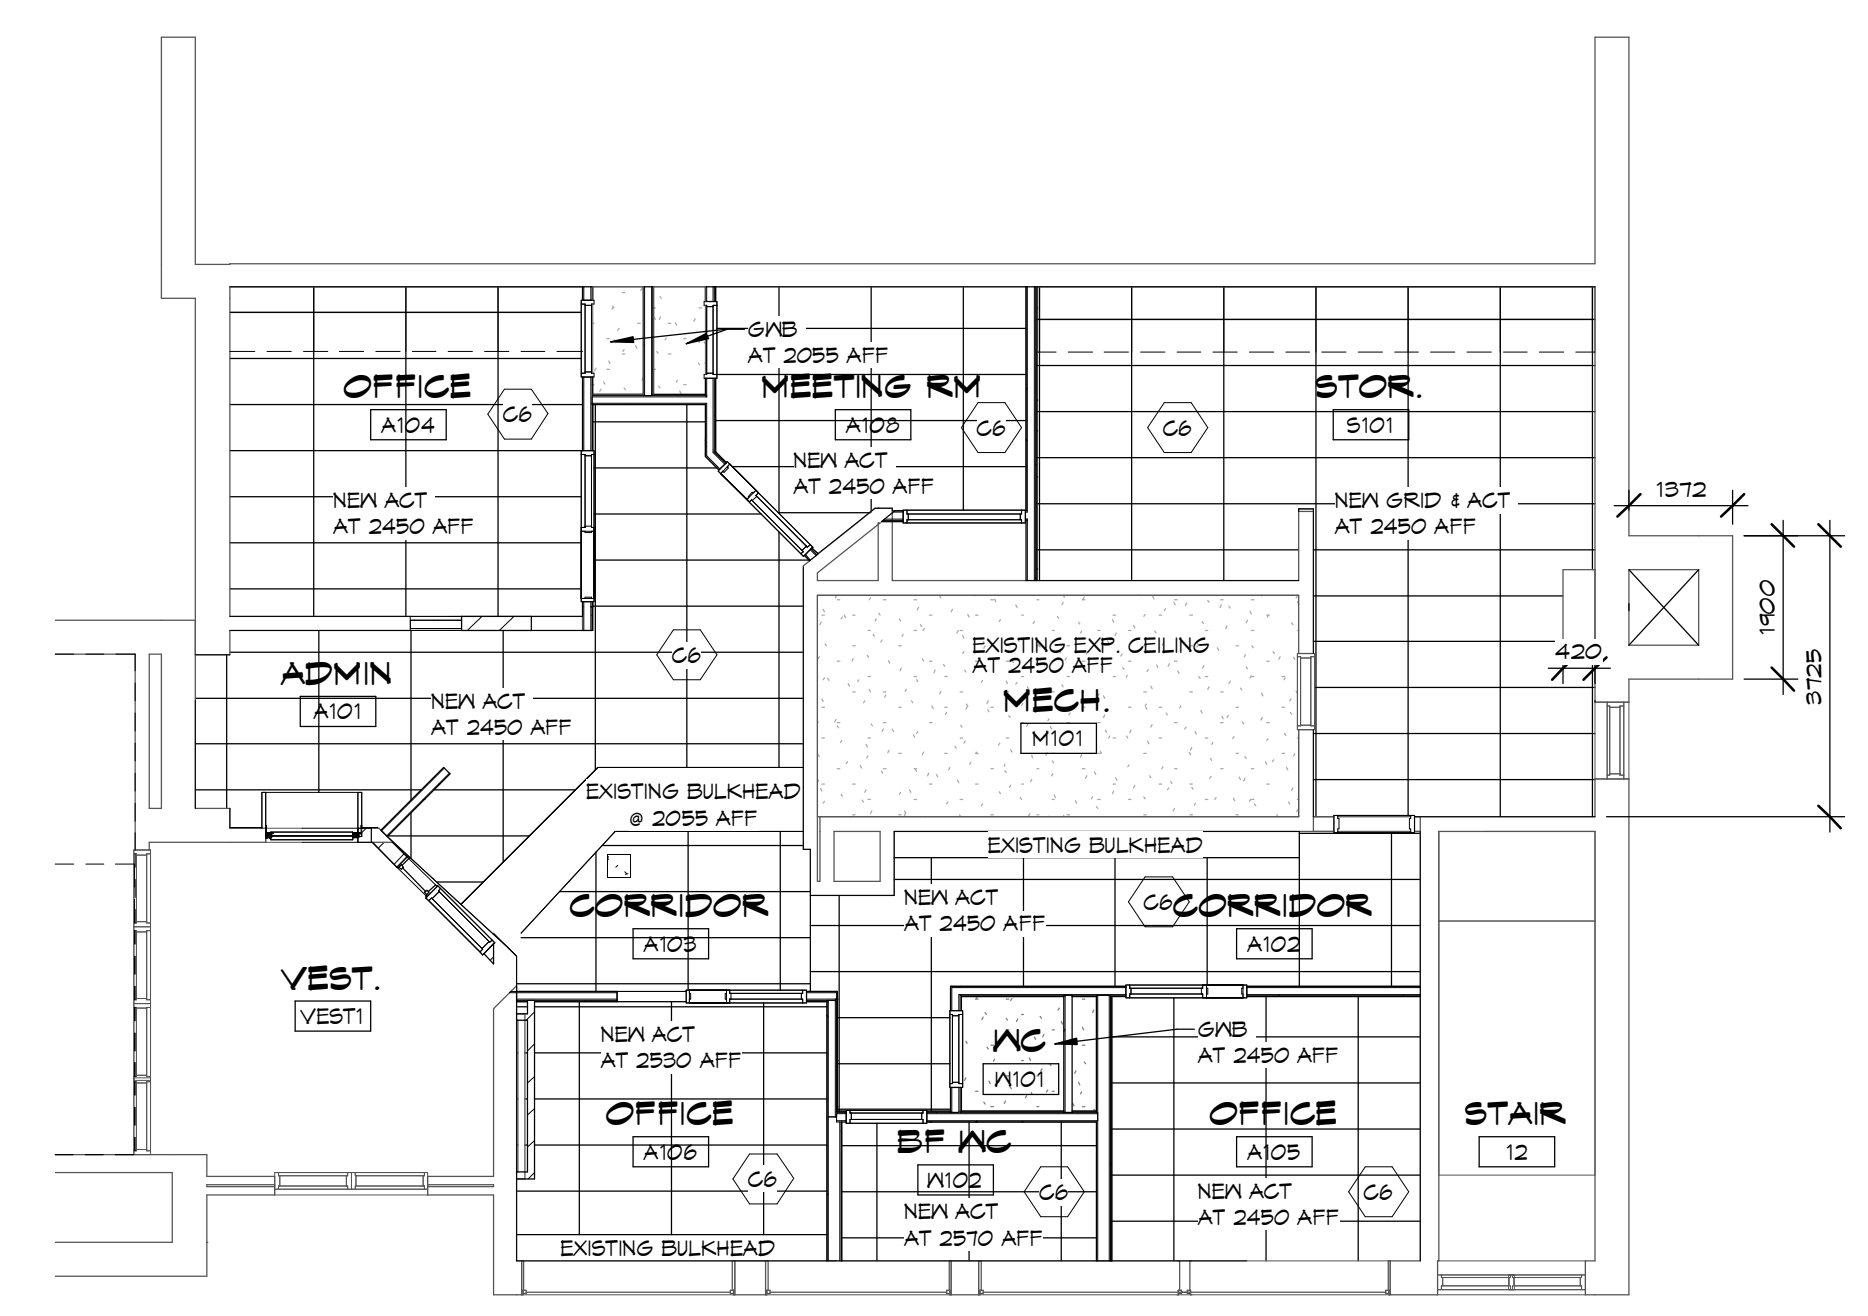 GWB
AT 2055 AFF
OFFICE
A104
C6
NEW ACT
AT 2450 AFF
MEETING RM
A108
C6
NEW ACT
AT 2450 AFF
STOR.
S101
C6
NEW GRID & ACT
AT 2450 AFF
1372
1900
3725
420
C6
ADMIN
A101
NEW ACT
AT 2450 AFF
EXISTING EXP. CEILING
AT 2450 AFF
MECH.
M101
EXISTING BULKHEAD
@ 2055 AFF
EXISTING BULKHEAD
CORRIDOR
A103
NEW ACT
AT 2450 AFF
C6
CORRIDOR
A102
VEST.
VEST1
NEW ACT
AT 2530 AFF
OFFICE
A106
C6
EXISTING BULKHEAD
WC
W101
GWB
AT 2450 AFF
BF WC
W102
C6
NEW ACT
AT 2570 AFF
OFFICE
A105
C6
NEW ACT
AT 2450 AFF
STAIR
12